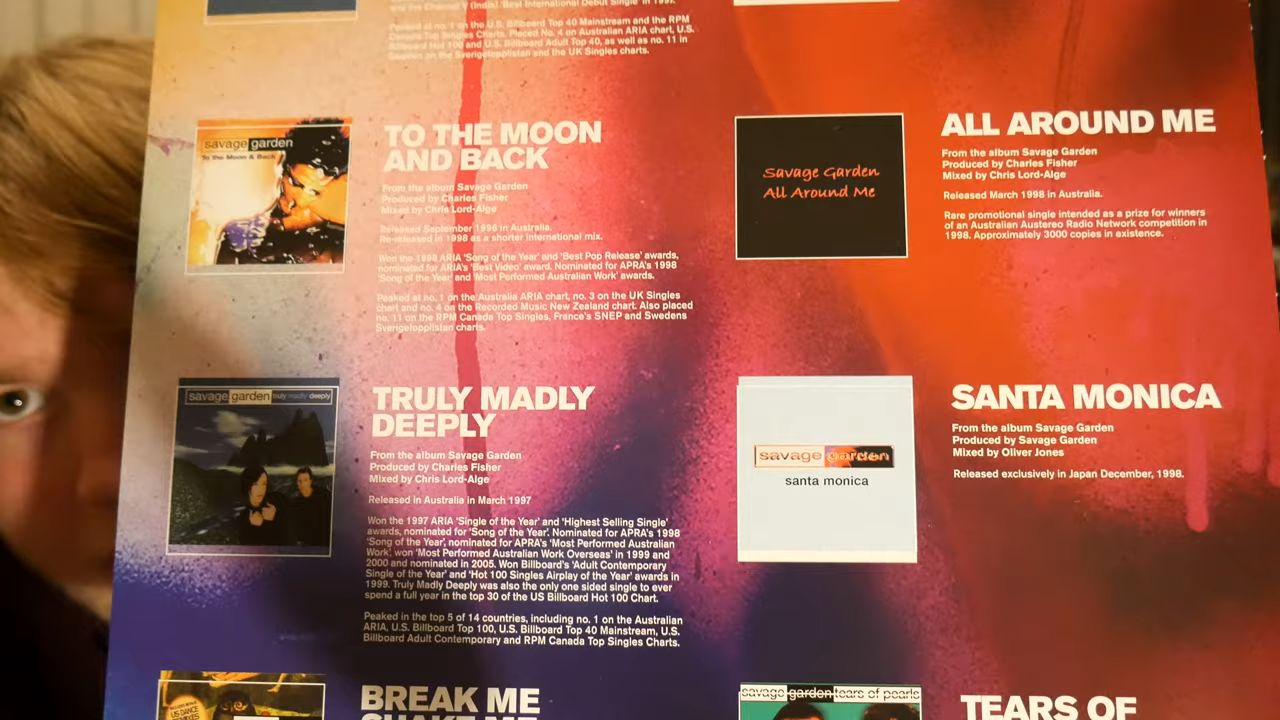 and the Channel V (India) 'Best International Debut Single' in 1997.
Peaked at no. 1 on the U.S. Billboard Top 40 Mainstream and the RPM
Canada Top Singles Charts. Placed No. 4 on Australian ARIA chart, U.S.
Billboard Hot 100 and U.S. Billboard Adult Top 40, as well as no. 11 in
Sweden on the Sverigetopplistan and the UK Singles charts.
savage garden
To the Moon & Back
TO THE MOON
AND BACK
From the album Savage Garden
Produced by Charles Fisher
Mixed by Chris Lord-Alge
Released September 1996 in Australia.
Re-released in 1998 as a shorter international mix.
Won the 1998 ARIA 'Song of the Year' and 'Best Pop Release' awards,
nominated for ARIA's 'Best Video' award. Nominated for APRA's 1998
'Song of the Year' and 'Most Performed Australian Work' awards.
Peaked at no. 1 on the Australia ARIA chart, no. 3 on the UK Singles
chart and no. 4 on the Recorded Music New Zealand chart. Also placed
no. 11 on the RPM Canada Top Singles, France's SNEP and Swedens
Sverigetopplistan charts.
savage garden truly madly deeply
TRULY MADLY
DEEPLY
From the album Savage Garden
Produced by Charles Fisher
Mixed by Chris Lord-Alge
Released in Australia in March 1997
Won the 1997 ARIA 'Single of the Year' and 'Highest Selling Single'
awards, nominated for 'Song of the Year'. Nominated for APRA's 1998
'Song of the Year', nominated for APRA's 'Most Performed Australian
Work', won 'Most Performed Australian Work Overseas' in 1999 and
2000 and nominated in 2005. Won Billboard's 'Adult Contemporary
Single of the Year' and 'Hot 100 Singles Airplay of the Year' awards in
1999. Truly Madly Deeply was also the only one sided single to ever
spend a full year in the top 30 of the US Billboard Hot 100 Chart.
Peaked in the top 5 of 14 countries, including no. 1 on the Australian
ARIA, U.S. Billboard Top 100, U.S. Billboard Top 40 Mainstream, U.S.
Billboard Adult Contemporary and RPM Canada Top Singles Charts.
BREAK ME
SHAKE ME
Savage Garden
All Around Me
ALL AROUND ME
From the album Savage Garden
Produced by Charles Fisher
Mixed by Chris Lord-Alge
Released March 1998 in Australia.
Rare promotional single intended as a prize for winners
of an Australian Austereo Radio Network competition in
1998. Approximately 3000 copies in existence.
savage garden
santa monica
SANTA MONICA
From the album Savage Garden
Produced by Savage Garden
Mixed by Oliver Jones
Released exclusively in Japan December, 1998.
savage garden tears of pearls
TEARS OF